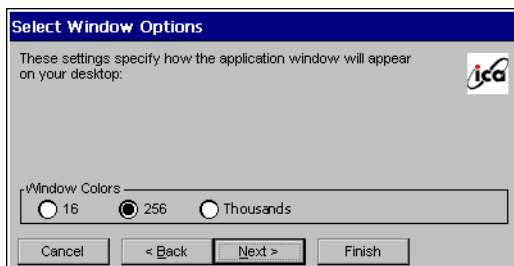 Select Window Options
These settings specify how the application window will appear
on your desktop:
ica
Window Colors
16 256 Thousands
Cancel < Back Next > Finish